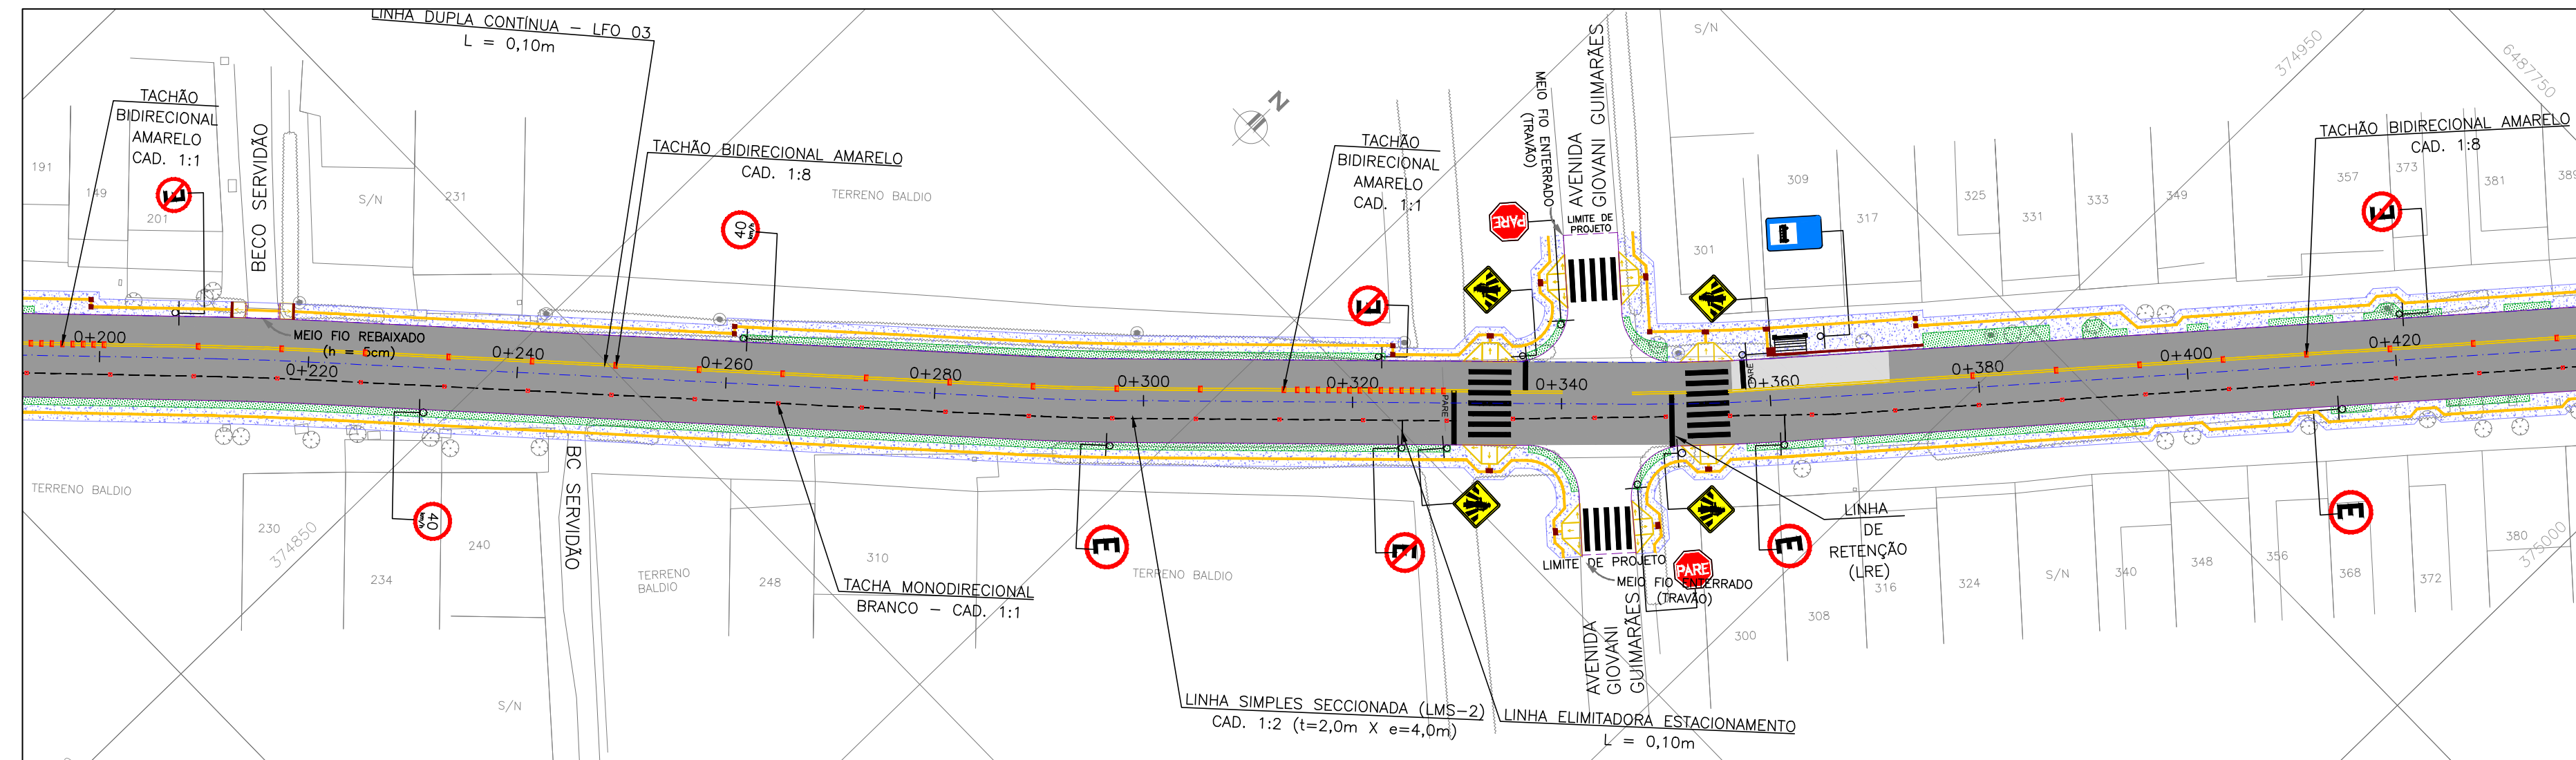 LINHA DUPLA CONTÍNUA – LFO 03
L = 0,10m
TACHÃO
BIDIRECIONAL
AMARELO
CAD. 1:1
BECO SERVIDÃO
191
149
201
S/N
231
TACHÃO BIDIRECIONAL AMARELO
CAD. 1:8
TERRENO BALDIO
40
km/h
N
TACHÃO
BIDIRECIONAL
AMARELO
CAD. 1:1
MEIO FIO ENTERRADO
(TRAVÃO)
AVENIDA
GIOVANI GUIMARÃES
LIMITE DE
PROJETO
PARE
S/N
309
317
301
325
331
333
349
357
373
381
389
374950
6487750
TACHÃO BIDIRECIONAL AMARELO
CAD. 1:8
E
E
E
MEIO FIO REBAIXADO
(h = 5cm)
0+200
0+220
0+240
0+260
0+280
0+300
0+320
0+340
0+360
0+380
0+400
0+420
PARE
PARE
TERRENO BALDIO
230
374850
234
240
40
km/h
BC SERVIDÃO
S/N
TERRENO
BALDIO
248
310
TACHA MONODIRECIONAL
BRANCO – CAD. 1:1
E
TERRENO BALDIO
E
LIMITE DE PROJETO
MEIO FIO ENTERRADO
(TRAVÃO)
PARE
AVENIDA
GIOVANI
GUIMARÃES
E
LINHA
DE
RETENÇÃO
(LRE)
300
308
316
324
S/N
340
348
356
368
372
380
375000
E
LINHA SIMPLES SECCIONADA (LMS-2)
CAD. 1:2 (t=2,0m X e=4,0m)
LINHA ELIMITADORA ESTACIONAMENTO
L = 0,10m